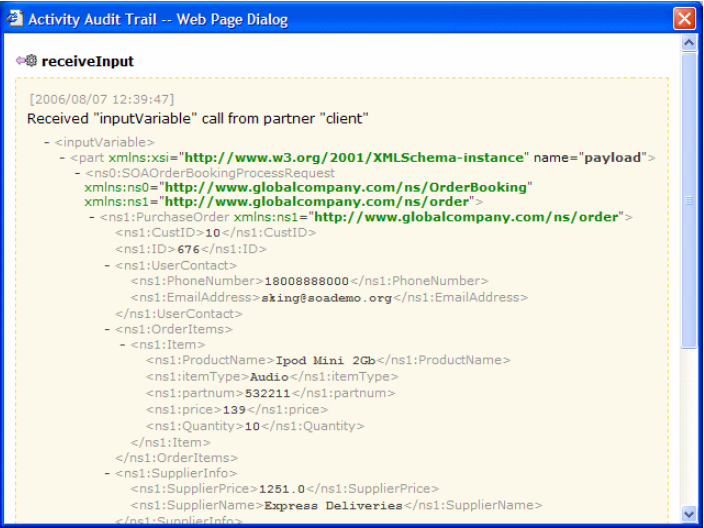 Activity Audit Trail -- Web Page Dialog
receiveInput
[2006/08/07 12:39:47]
Received "inputVariable" call from partner "client"
- <inputVariable>
- <part xmlns:xsi="http://www.w3.org/2001/XMLSchema-instance" name="payload">
- <ns0:SOAOrderBookingProcessRequest
xmlns:ns0="http://www.globalcompany.com/ns/OrderBooking"
xmlns:ns1="http://www.globalcompany.com/ns/order">
- <ns1:PurchaseOrder xmlns:ns1="http://www.globalcompany.com/ns/order">
<ns1:CustID>10</ns1:CustID>
<ns1:ID>676</ns1:ID>
- <ns1:UserContact>
<ns1:PhoneNumber>18008888000</ns1:PhoneNumber>
<ns1:EmailAddress>sking@soademo.org</ns1:EmailAddress>
</ns1:UserContact>
- <ns1:OrderItems>
- <ns1:Item>
<ns1:ProductName>Ipod Mini 2Gb</ns1:ProductName>
<ns1:itemType>Audio</ns1:itemType>
<ns1:partnum>532211</ns1:partnum>
<ns1:price>139</ns1:price>
<ns1:Quantity>10</ns1:Quantity>
</ns1:Item>
</ns1:OrderItems>
- <ns1:SupplierInfo>
<ns1:SupplierPrice>1251.0</ns1:SupplierPrice>
<ns1:SupplierName>Express Deliveries</ns1:SupplierName>
</ns1:SupplierInfo>